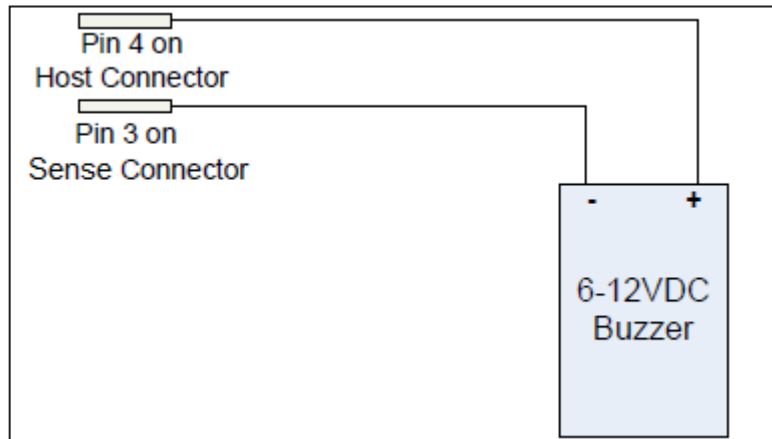 Pin 4 on
Host Connector
Pin 3 on
Sense Connector
- +
6-12VDC
Buzzer